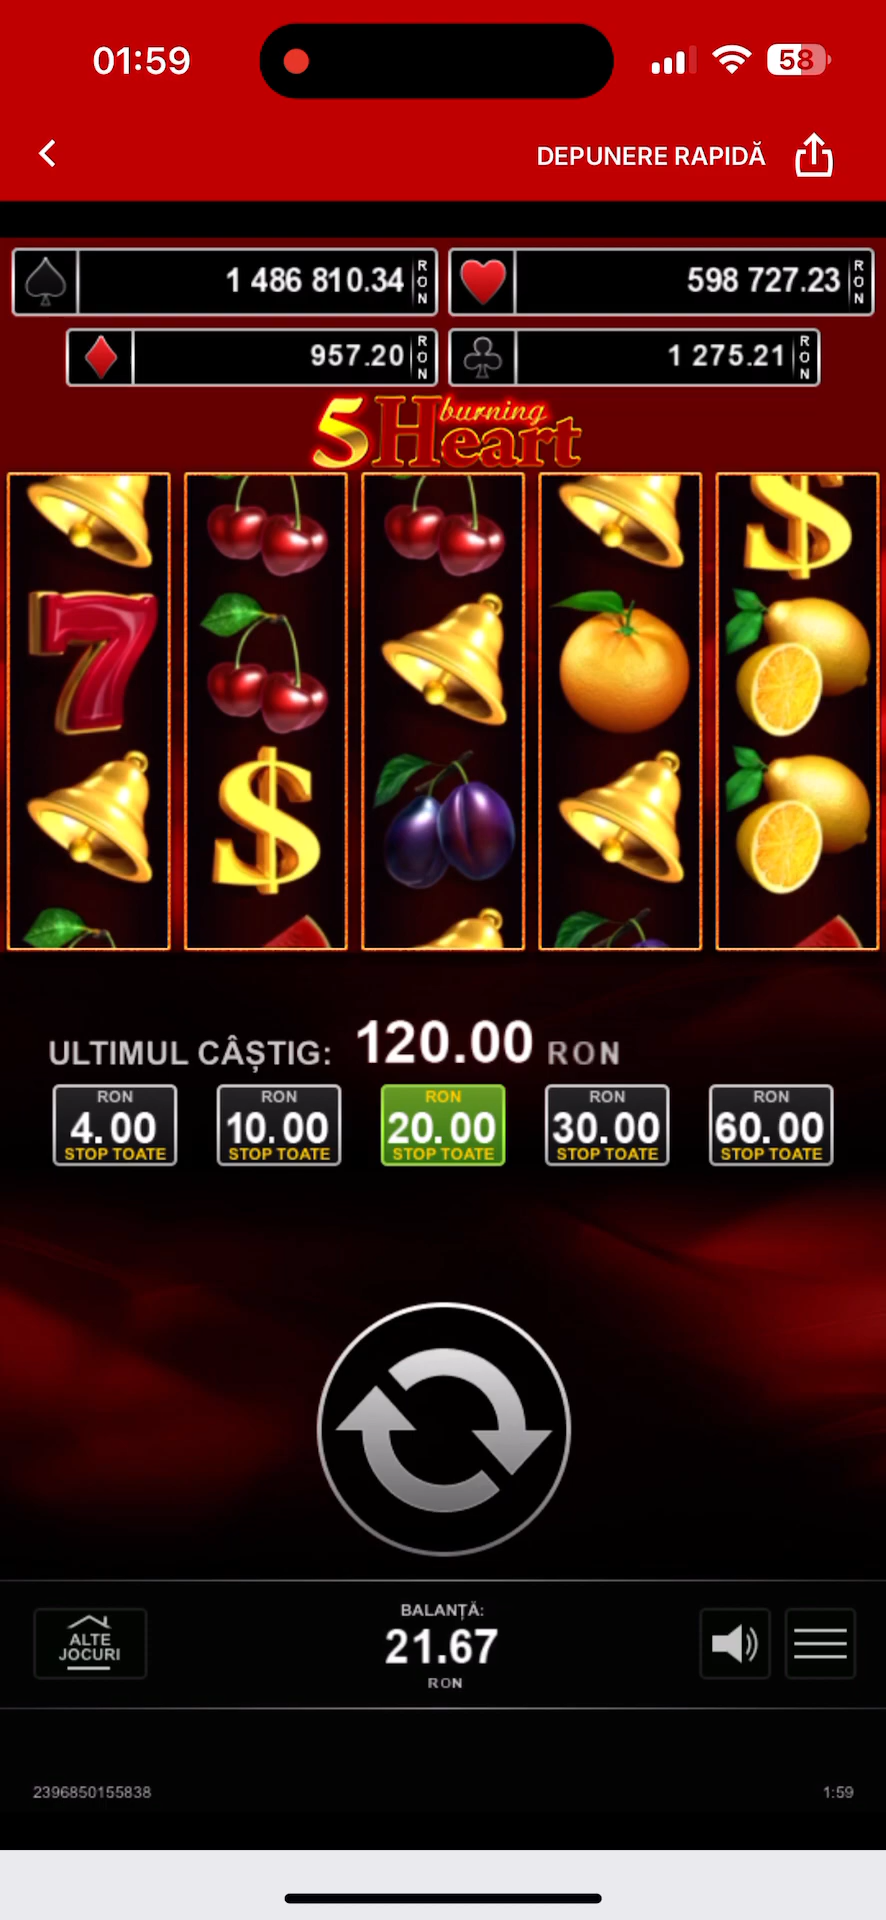 01:59
58
DEPUNERE RAPIDĂ
1 486 810.34 RON
598 727.23 RON
957.20 RON
1 275.21 RON
5 burning Heart
ULTIMUL CÂȘTIG: 120.00 RON
RON RON RON RON RON
4.00 10.00 20.00 30.00 60.00
STOP TOATE STOP TOATE STOP TOATE STOP TOATE STOP TOATE
ALTE
JOCURI
BALANȚĂ:
21.67
RON
2396850155838
1:59